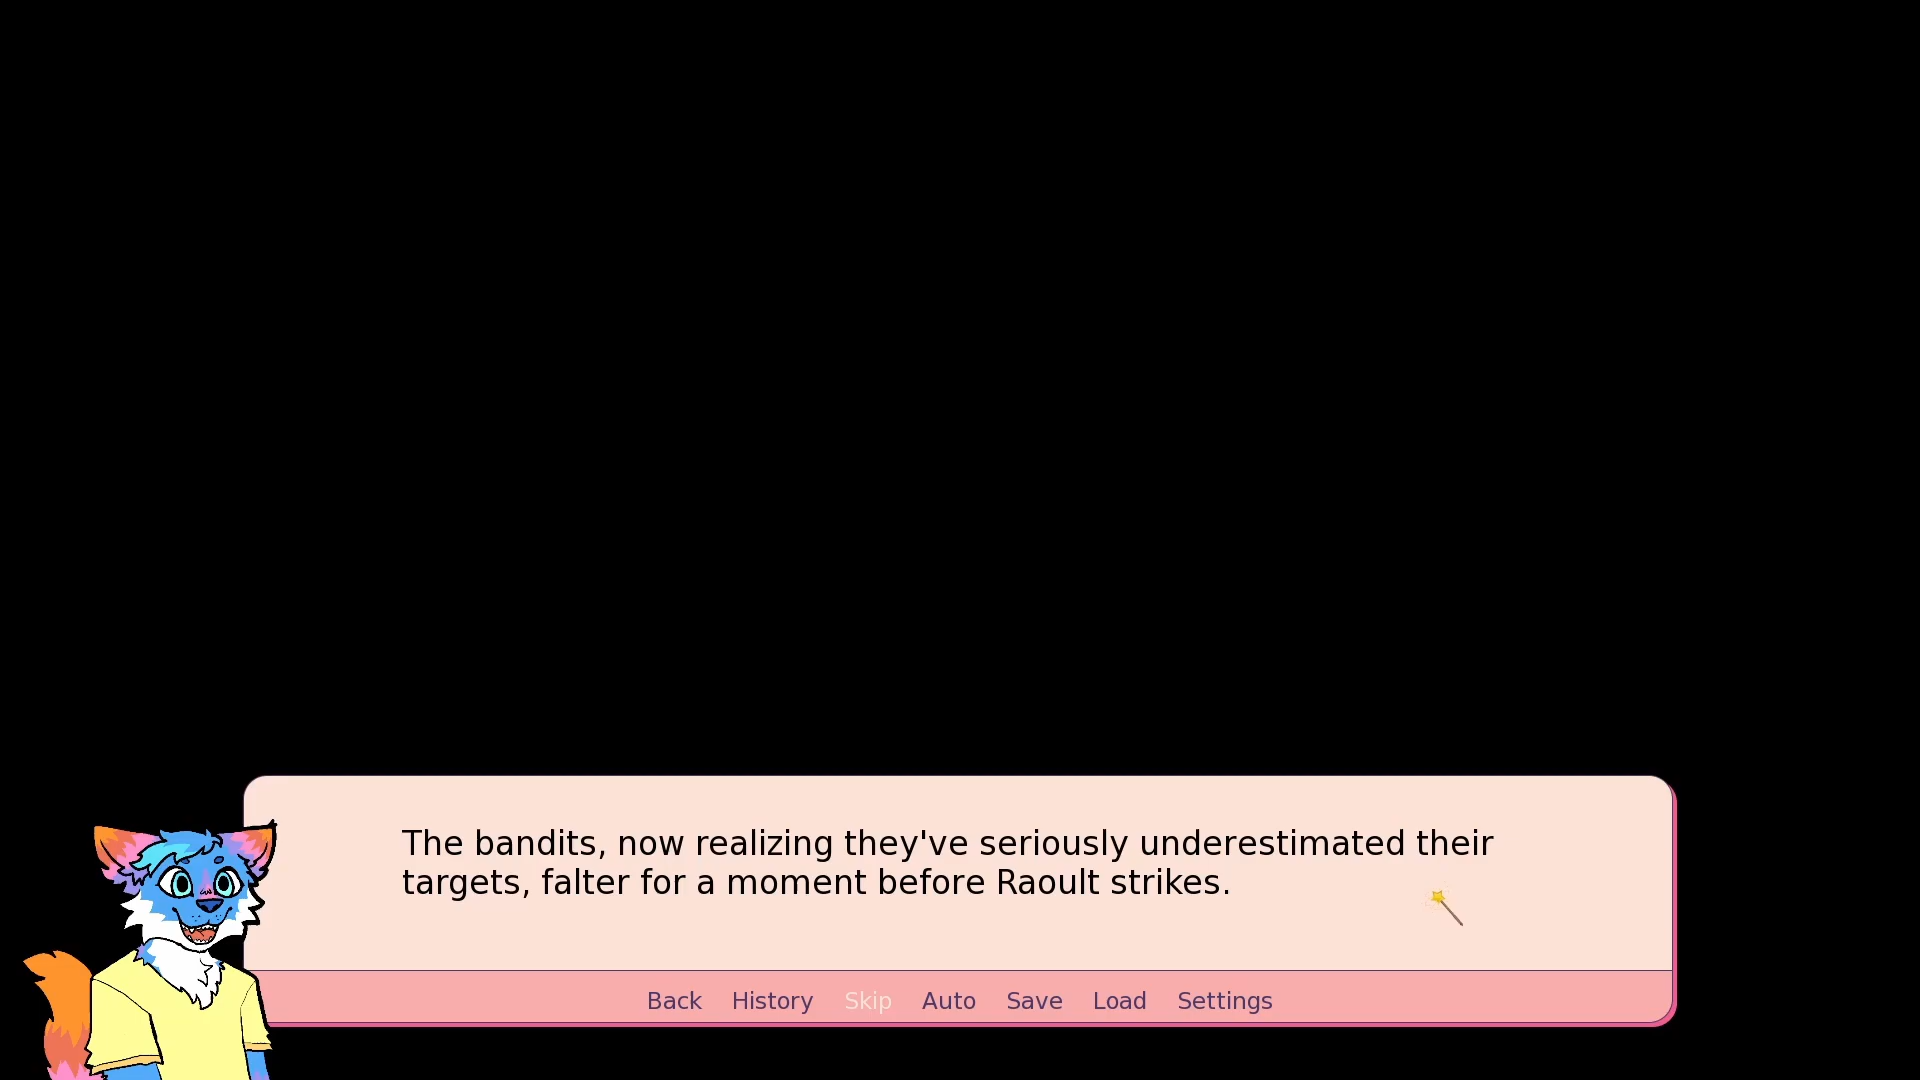 The bandits, now realizing they've seriously underestimated their
targets, falter for a moment before Raoult strikes.
Back History Skip Auto Save Load Settings